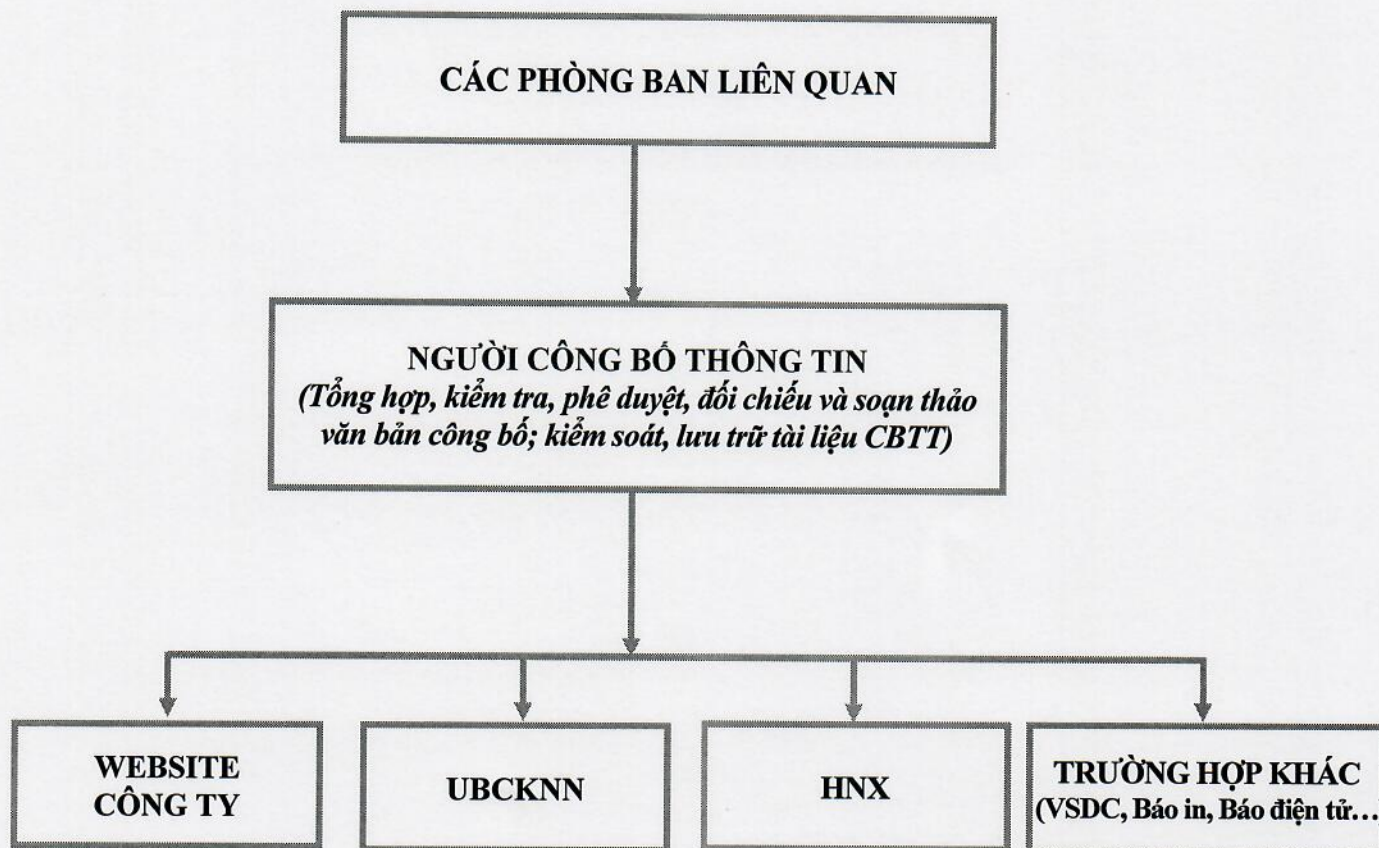 CÁC PHÒNG BAN LIÊN QUAN
NGƯỜI CÔNG BỐ THÔNG TIN
(Tổng hợp, kiểm tra, phê duyệt, đối chiếu và soạn thảo
văn bản công bố; kiểm soát, lưu trữ tài liệu CBTT)
WEBSITE
CÔNG TY
UBCKNN
HNX
TRƯỜNG HỢP KHÁC
(VSDC, Báo in, Báo điện tử…)